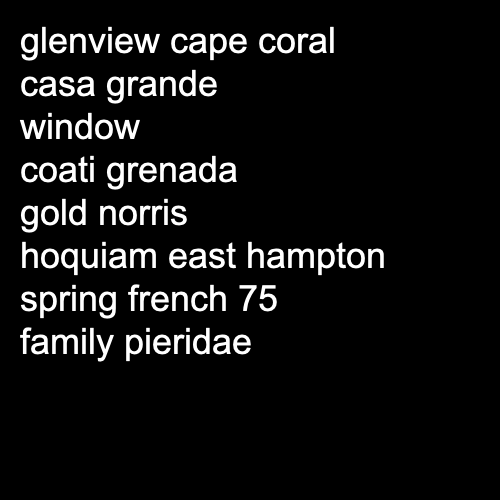 glenview cape coral
casa grande
window
coati grenada
gold norris
hoquiam east hampton
spring french 75
family pieridae